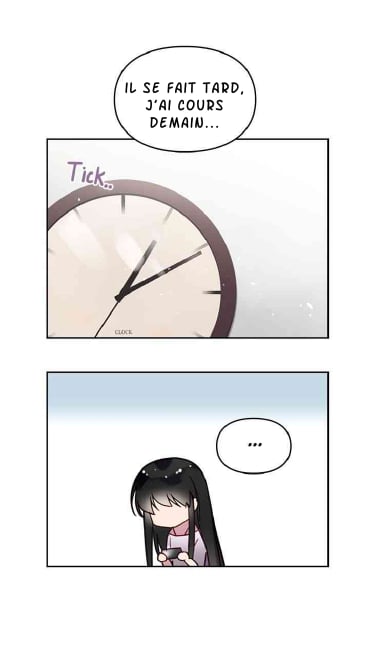 IL SE FAIT TARD,
J'AI COURS
DEMAIN...
Tick..
CLOCK
...